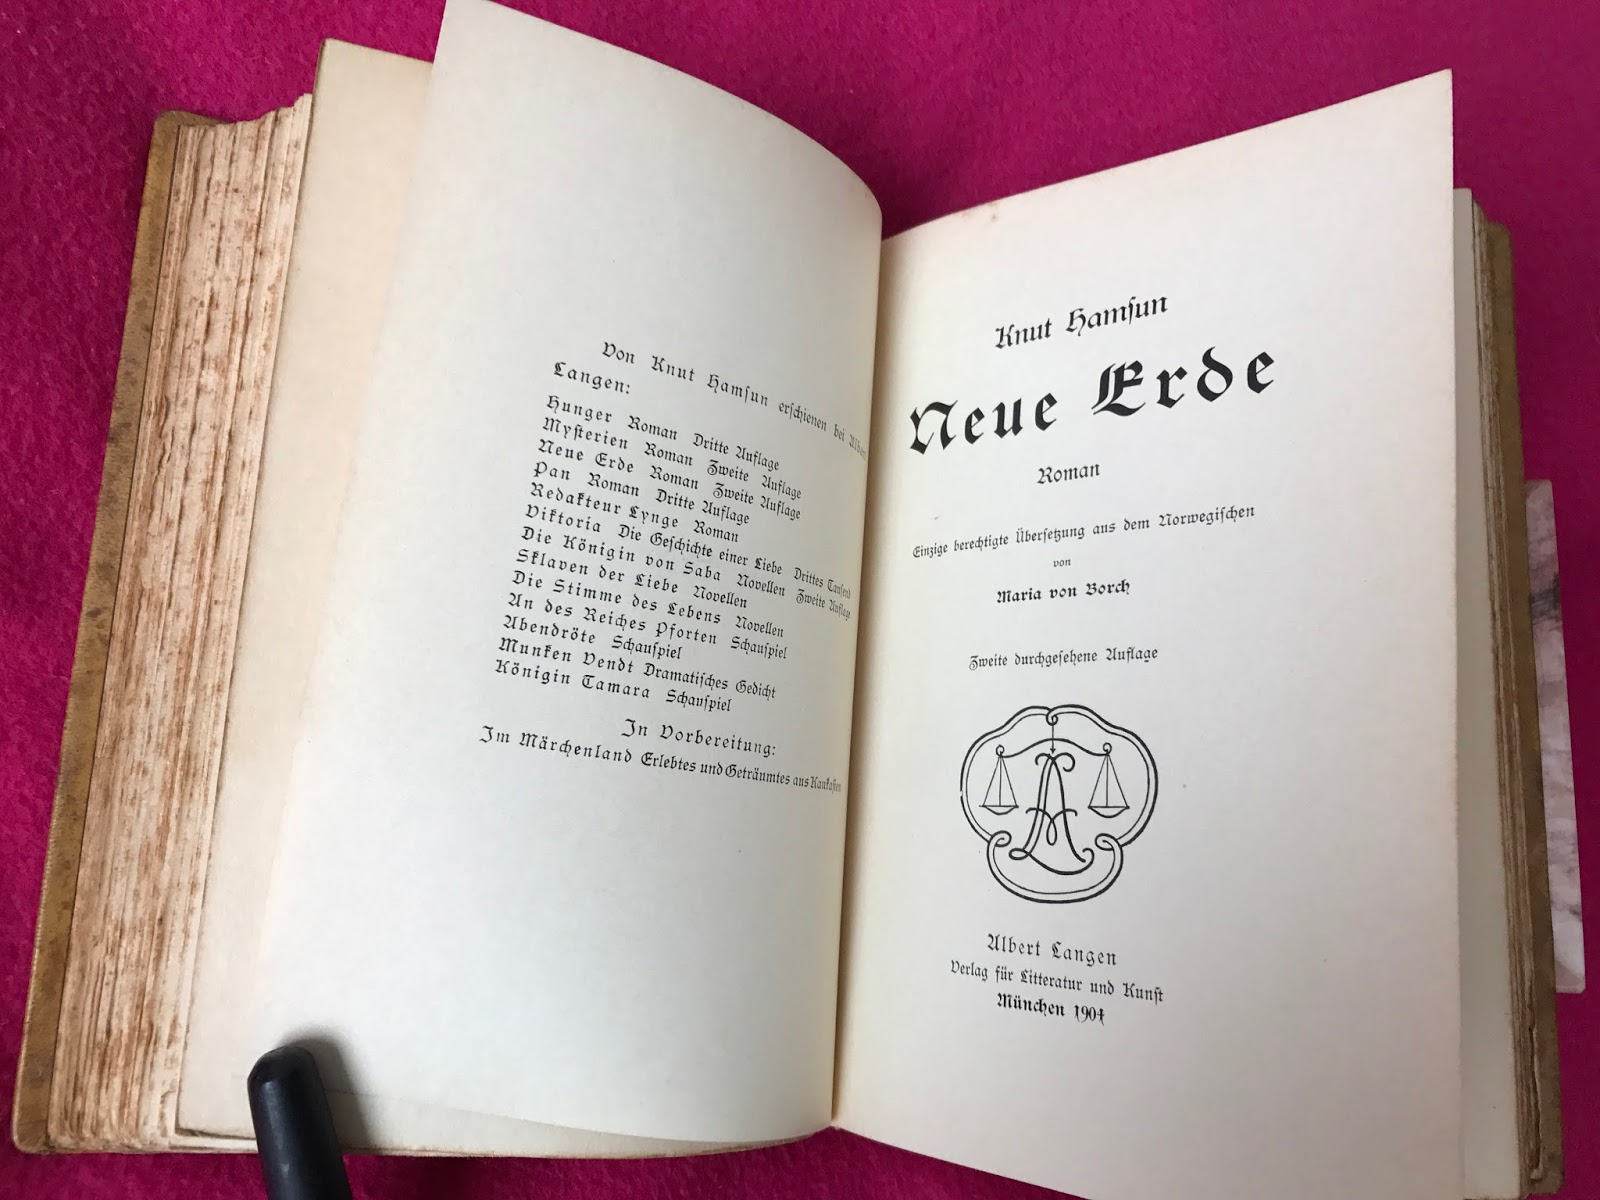 Von Knut Hamſun erſchienen bei Albert
Langen:
Hunger Roman Dritte Auflage
Myſterien Roman Zweite Auflage
Neue Erde Roman Zweite Auflage
Pan Roman Dritte Auflage
Redakteur Lynge Roman
Viktoria Die Geſchichte einer Liebe Drittes Tauſend
Die Königin von Saba Novellen Zweite Auflage
Sklaven der Liebe Novellen
Die Stimme des Lebens Novellen
An des Reiches Pforten Schauſpiel
Abendröte Schauſpiel
Munken Vendt Dramatiſches Gedicht
Königin Tamara Schauſpiel
In Vorbereitung:
Im Märchenland Erlebtes und Geträumtes aus Kaukaſien
Knut Hamſun
Neue Erde
Roman
Einzige berechtigte Überſetzung aus dem Norwegiſchen
von
Maria von Borch
Zweite durchgeſehene Auflage
AL
Albert Langen
Verlag für Litteratur und Kunſt
München 1904